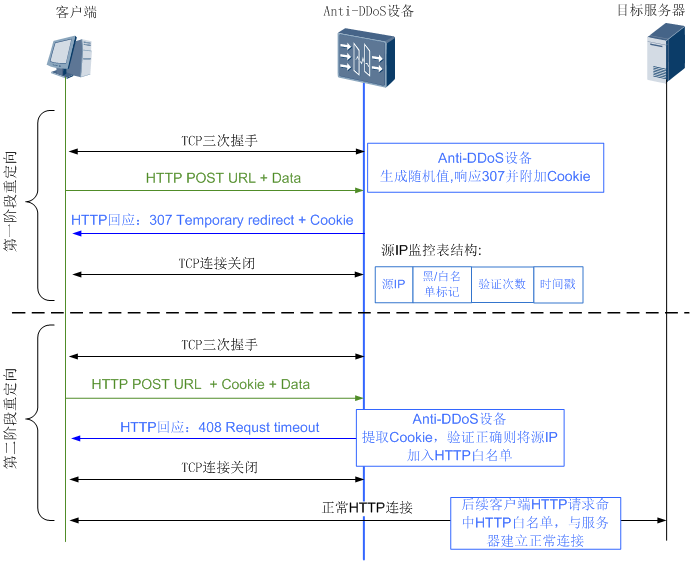 客户端
Anti-DDoS设备
目标服务器
第一阶段重定向
TCP三次握手
HTTP POST URL + Data
Anti-DDoS设备
生成随机值,响应307并附加Cookie
HTTP回应：307 Temporary redirect + Cookie
TCP连接关闭
源IP监控表结构:
源IP
黑/白名
单标记
验证次数
时间戳
第二阶段重定向
TCP三次握手
HTTP POST URL + Cookie + Data
HTTP回应：408 Requst timeout
Anti-DDoS设备
提取Cookie，验证正确则将源IP
加入HTTP白名单
TCP连接关闭
正常HTTP连接
后续客户端HTTP请求命
中HTTP白名单，与服务
器建立正常连接